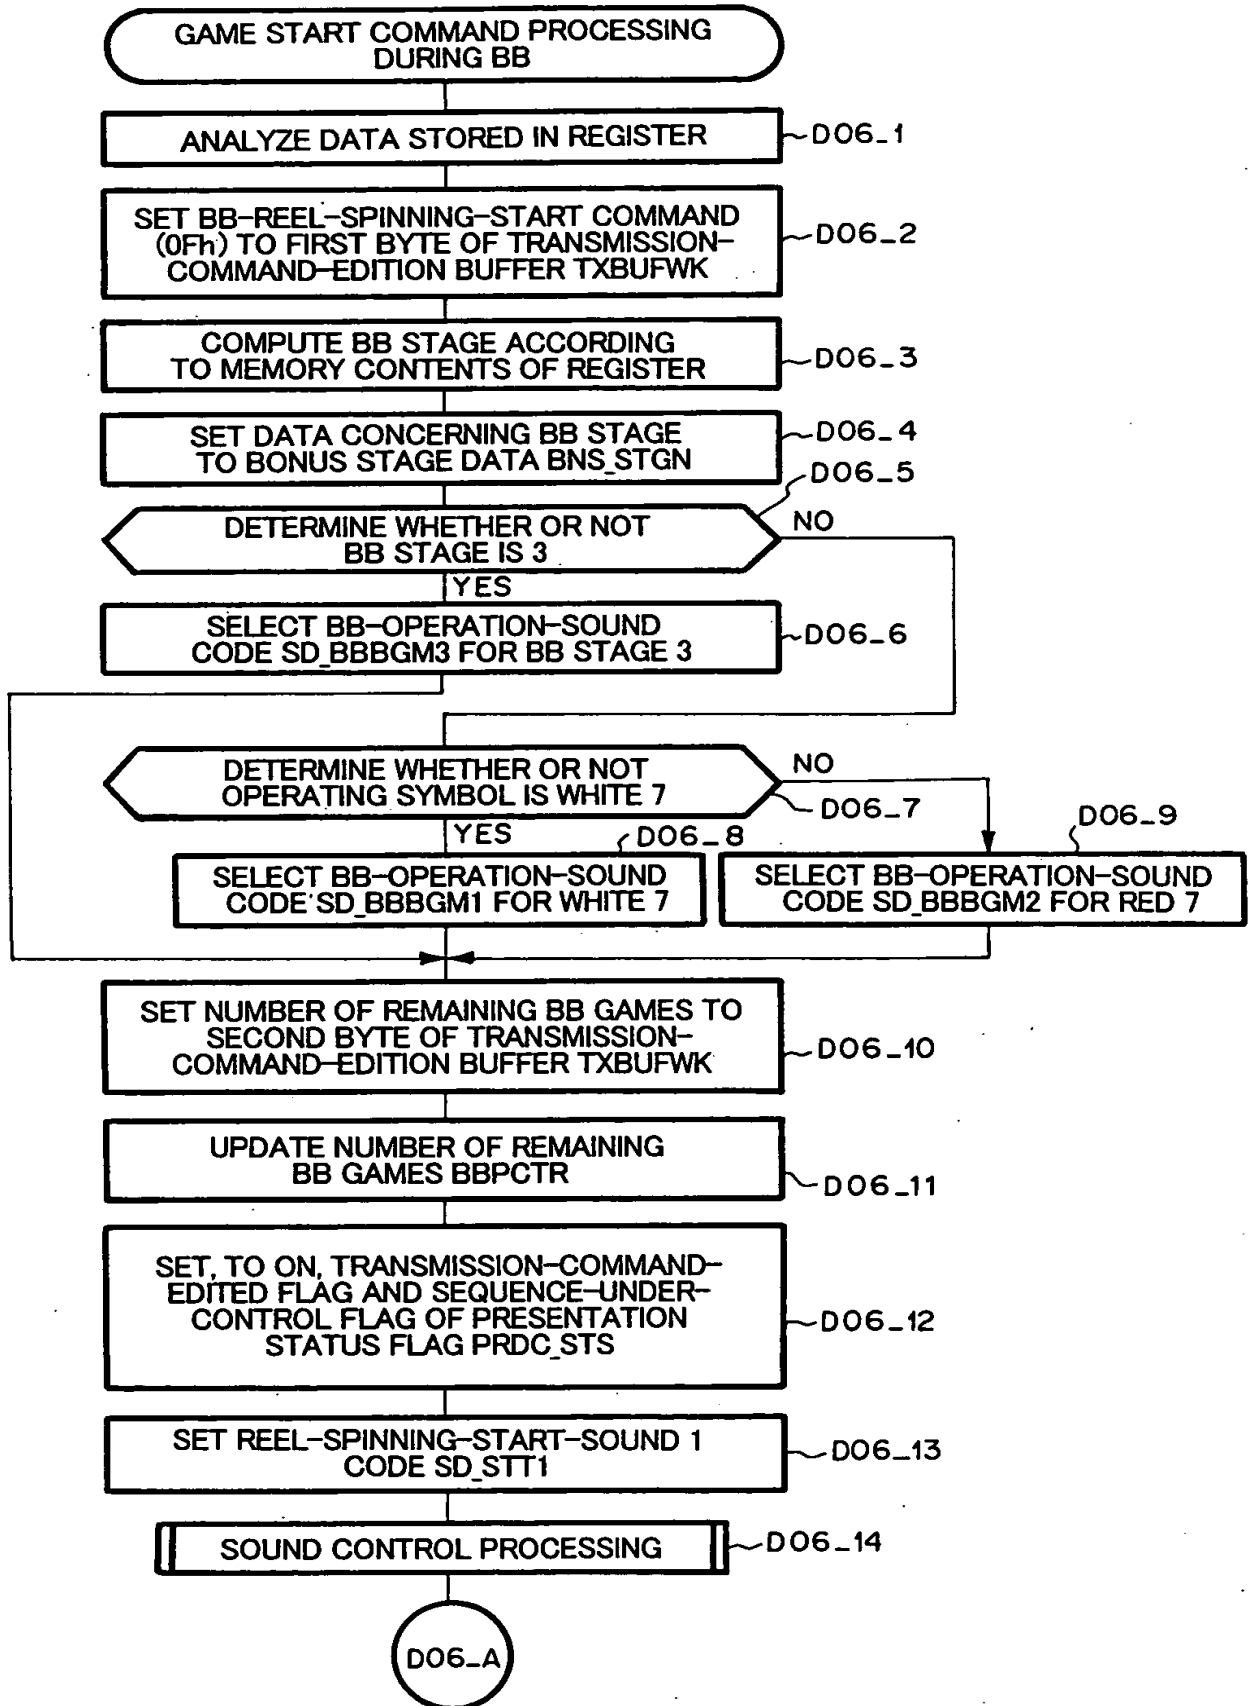 GAME START COMMAND PROCESSING
DURING BB
ANALYZE DATA STORED IN REGISTER
D06_1
SET BB-REEL-SPINNING-START COMMAND
(0Fh) TO FIRST BYTE OF TRANSMISSION-
COMMAND-EDITION BUFFER TXBUFWK
D06_2
COMPUTE BB STAGE ACCORDING
TO MEMORY CONTENTS OF REGISTER
D06_3
SET DATA CONCERNING BB STAGE
TO BONUS STAGE DATA BNS_STGN
D06_4
D06_5
DETERMINE WHETHER OR NOT
BB STAGE IS 3
NO
YES
SELECT BB-OPERATION-SOUND
CODE SD_BBBGM3 FOR BB STAGE 3
D06_6
DETERMINE WHETHER OR NOT
OPERATING SYMBOL IS WHITE 7
NO
D06_7
YES
D06_8
D06_9
SELECT BB-OPERATION-SOUND
CODE SD_BBBGM1 FOR WHITE 7
SELECT BB-OPERATION-SOUND
CODE SD_BBBGM2 FOR RED 7
SET NUMBER OF REMAINING BB GAMES TO
SECOND BYTE OF TRANSMISSION-
COMMAND-EDITION BUFFER TXBUFWK
D06_10
UPDATE NUMBER OF REMAINING
BB GAMES BBPCTR
D06_11
SET, TO ON, TRANSMISSION-COMMAND-
EDITED FLAG AND SEQUENCE-UNDER-
CONTROL FLAG OF PRESENTATION
STATUS FLAG PRDC_STS
D06_12
SET REEL-SPINNING-START-SOUND 1
CODE SD_STT1
D06_13
SOUND CONTROL PROCESSING
D06_14
D06_A